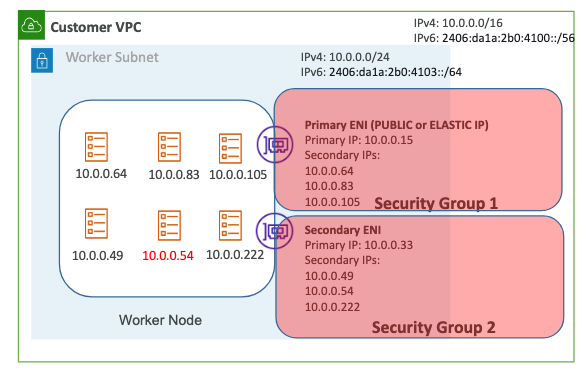 Customer VPC
IPv4: 10.0.0.0/16
IPv6: 2406:da1a:2b0:4100::/56
Worker Subnet
IPv4: 10.0.0.0/24
IPv6: 2406:da1a:2b0:4103::/64
10.0.0.64
10.0.0.83
10.0.0.105
10.0.0.49
10.0.0.54
10.0.0.222
Worker Node
Primary ENI (PUBLIC or ELASTIC IP)
Primary IP: 10.0.0.15
Secondary IPs:
10.0.0.64
10.0.0.83
10.0.0.105
Security Group 1
Secondary ENI
Primary IP: 10.0.0.33
Secondary IPs:
10.0.0.49
10.0.0.54
10.0.0.222
Security Group 2